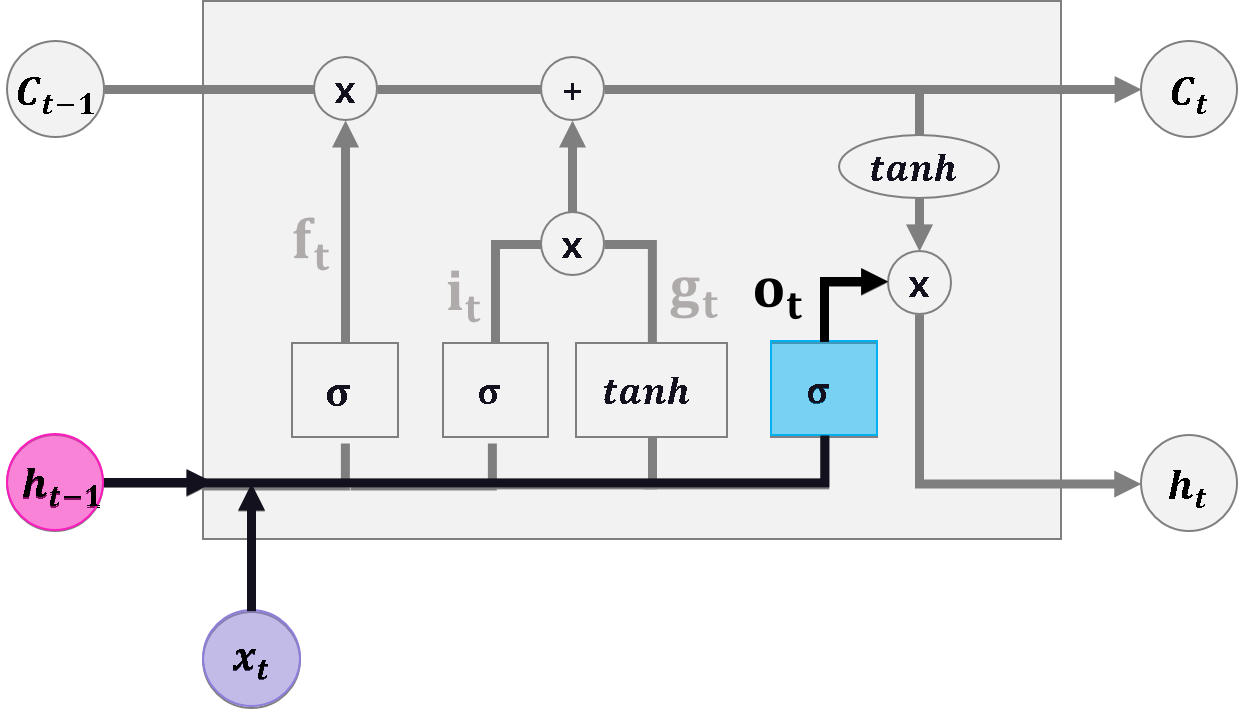 C_{t-1}
x
+
C_t
tanh
f_t
x
i_t
g_t
o_t
x
σ
σ
tanh
σ
h_{t-1}
h_t
x_t